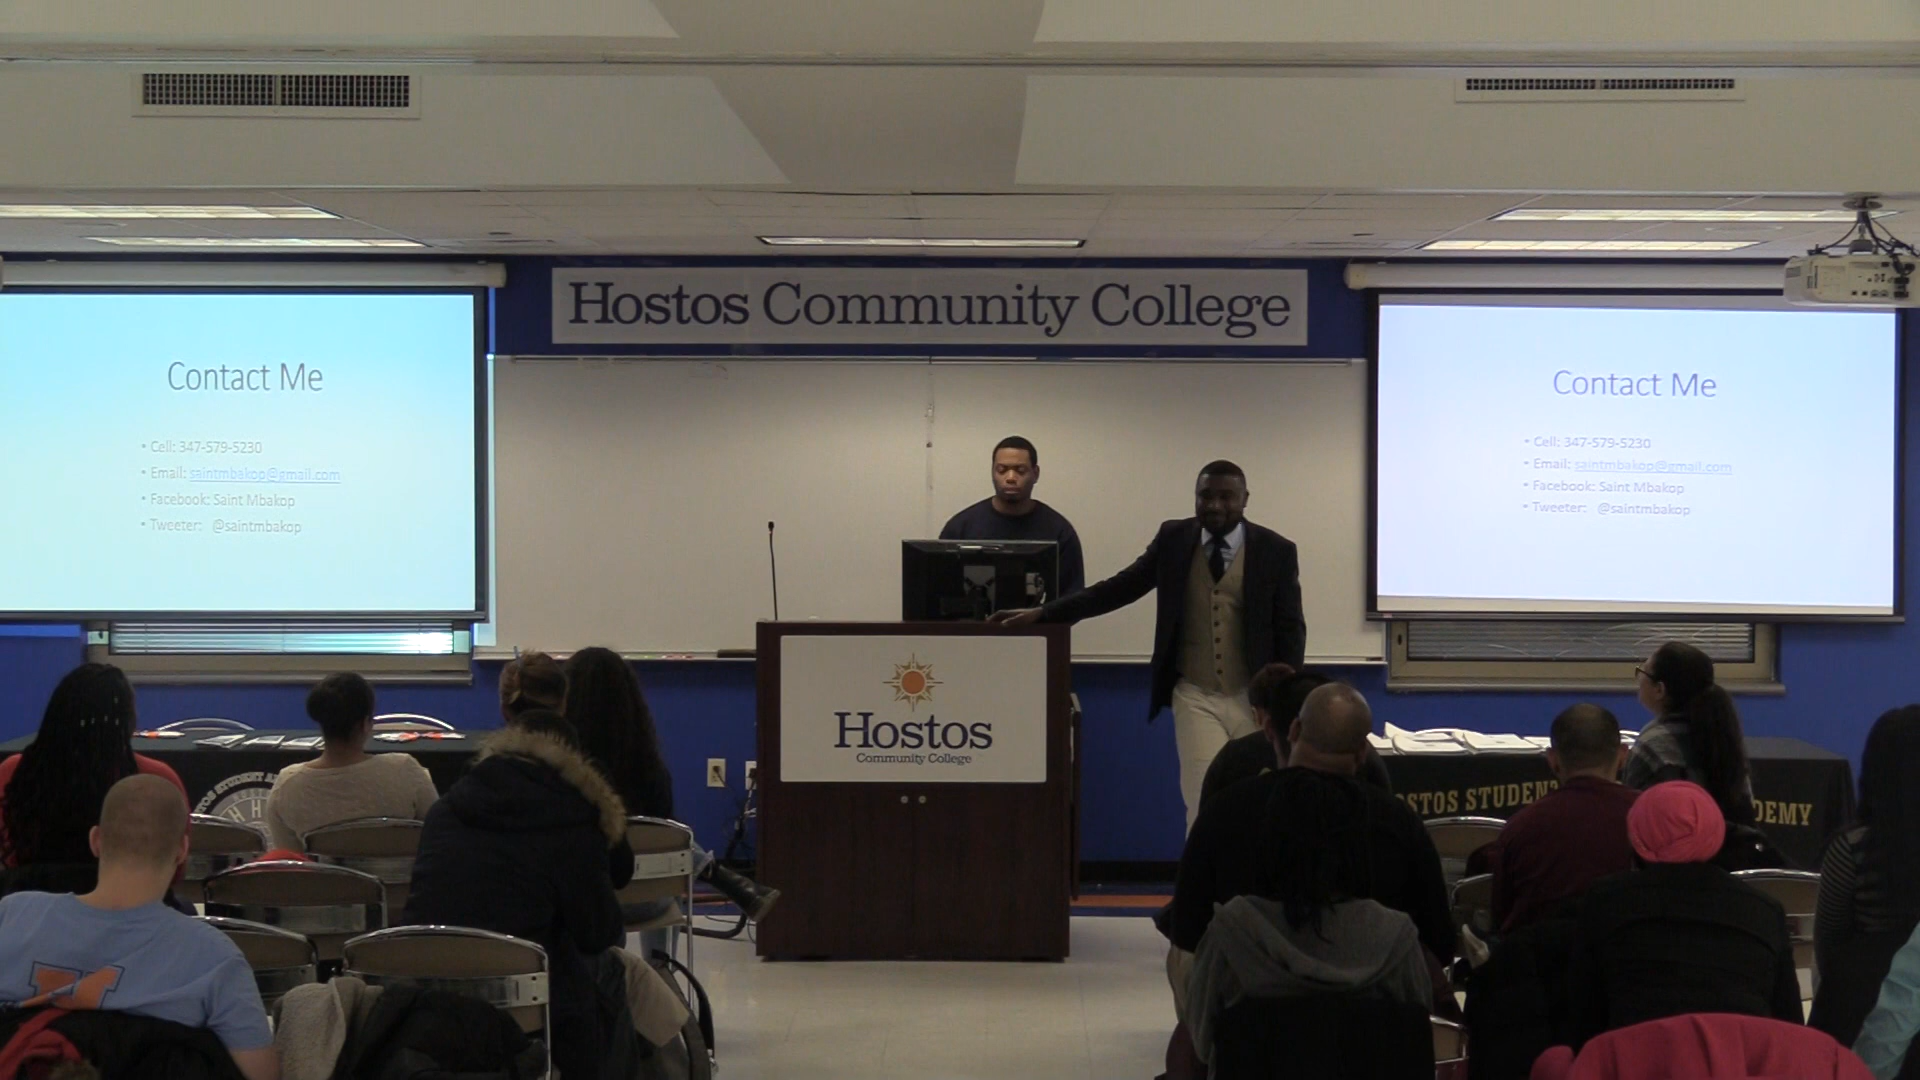 Hostos Community College
Contact Me
• Cell: 347-579-5230
• Email: saintmbakop@gmail.com
• Facebook: Saint Mbakop
• Tweeter: @saintmbakop
Contact Me
• Cell: 347-579-5230
• Email: saintmbakop@gmail.com
• Facebook: Saint Mbakop
• Tweeter: @saintmbakop
Hostos
Community College
OSTOS STUDENT
DEMY